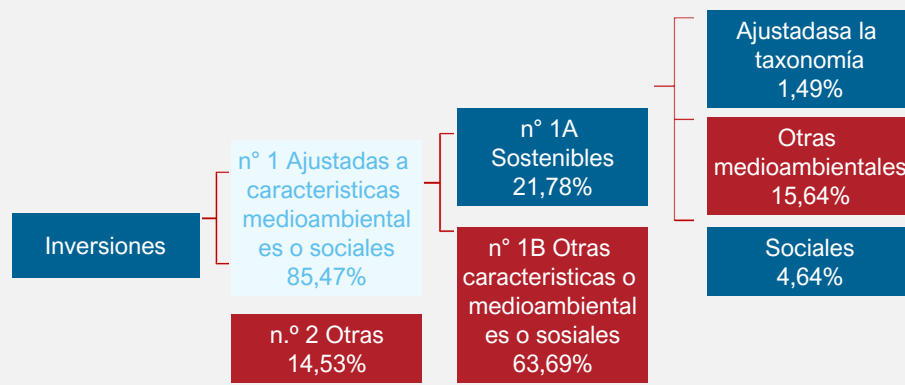 Inversiones
n° 1 Ajustadas a
caracteristicas
medioambiental
es o sociales
85,47%
n.º 2 Otras
14,53%
n° 1A
Sostenibles
21,78%
n° 1B Otras
caracteristicas o
medioambiental
es o sosiales
63,69%
Ajustadasa la
taxonomía
1,49%
Otras
medioambientales
15,64%
Sociales
4,64%